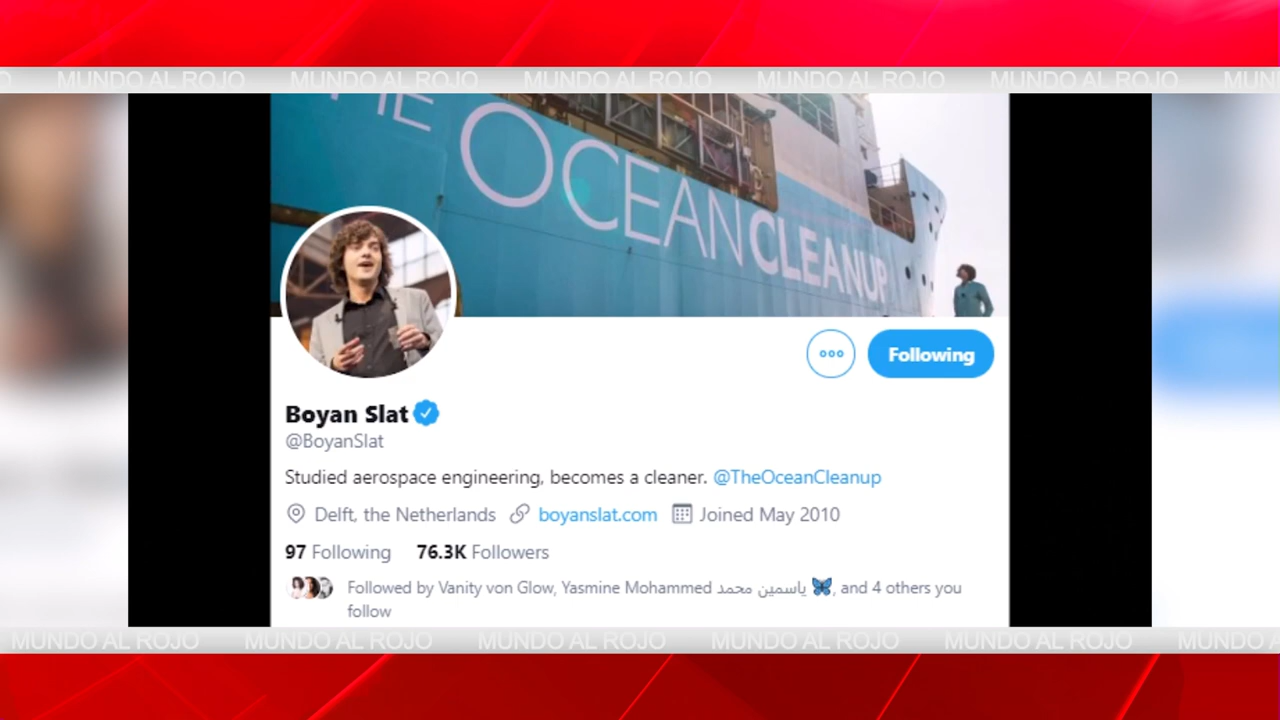 MUNDO AL ROJO MUNDO AL ROJO MUNDO AL ROJO MUNDO AL ROJO MUNDO AL ROJO
THE OCEAN CLEANUP
Following
Boyan Slat
@BoyanSlat
Studied aerospace engineering, becomes a cleaner. @TheOceanCleanup
Delft, the Netherlands boyanslat.com Joined May 2010
97 Following 76.3K Followers
Followed by Vanity von Glow, Yasmine Mohammed ياسمين محمد 🦋, and 4 others you
follow
MUNDO AL ROJO MUNDO AL ROJO MUNDO AL ROJO MUNDO AL ROJO MUNDO AL ROJO